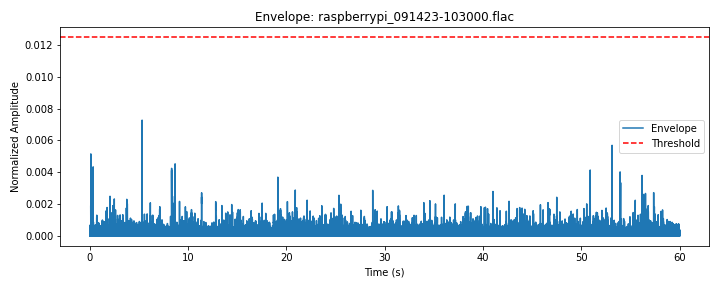 Envelope: raspberrypi_091423-103000.flac
0.012
0.010
0.008
0.006
0.004
0.002
0.000
Normalized Amplitude
Envelope
Threshold
0 10 20 30 40 50 60
Time (s)